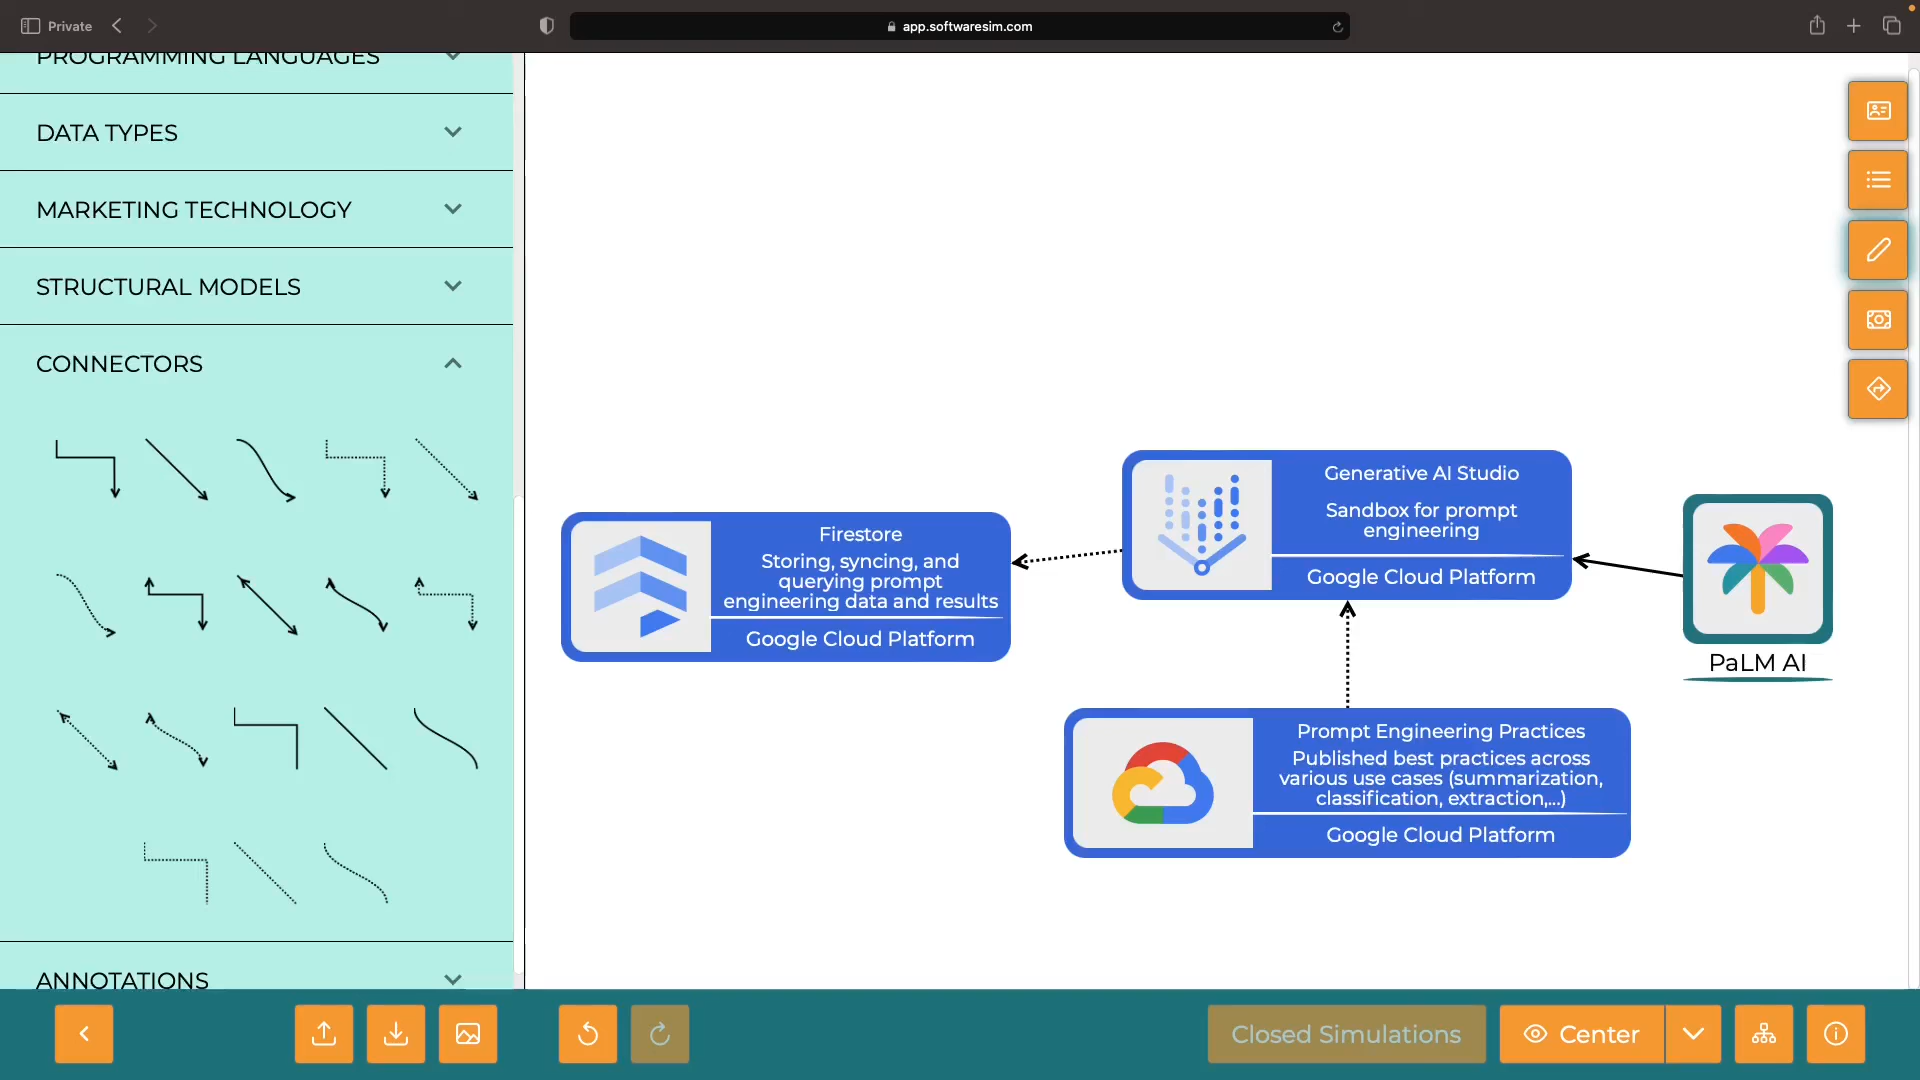 Private
app.softwaresim.com
PROGRAMMING LANGUAGES
DATA TYPES
MARKETING TECHNOLOGY
STRUCTURAL MODELS
CONNECTORS
ANNOTATIONS
Firestore
Storing, syncing, and
querying prompt
engineering data and results
Google Cloud Platform
Generative AI Studio
Sandbox for prompt
engineering
Google Cloud Platform
PaLM AI
Prompt Engineering Practices
Published best practices across
various use cases (summarization,
classification, extraction,...)
Google Cloud Platform
Closed Simulations
Center